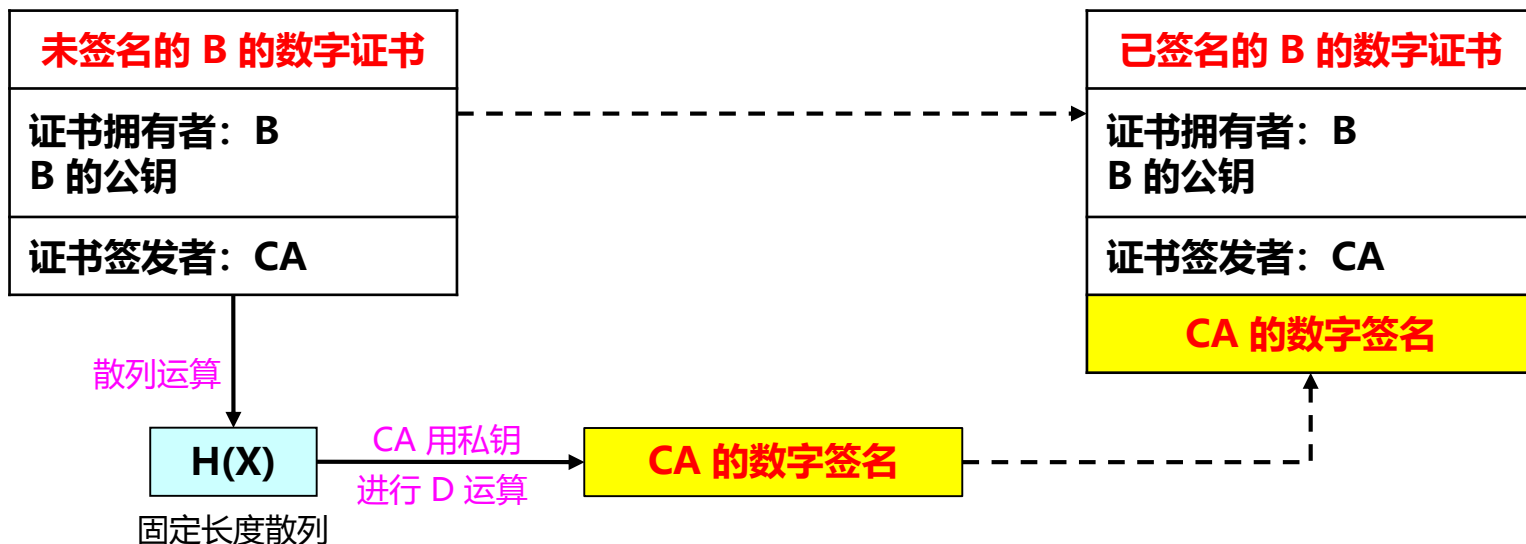 未签名的 B 的数字证书
证书拥有者：B
B 的公钥
证书签发者：CA
已签名的 B 的数字证书
证书拥有者：B
B 的公钥
证书签发者：CA
CA 的数字签名
散列运算
H(X)
固定长度散列
CA 用私钥
进行 D 运算
CA 的数字签名